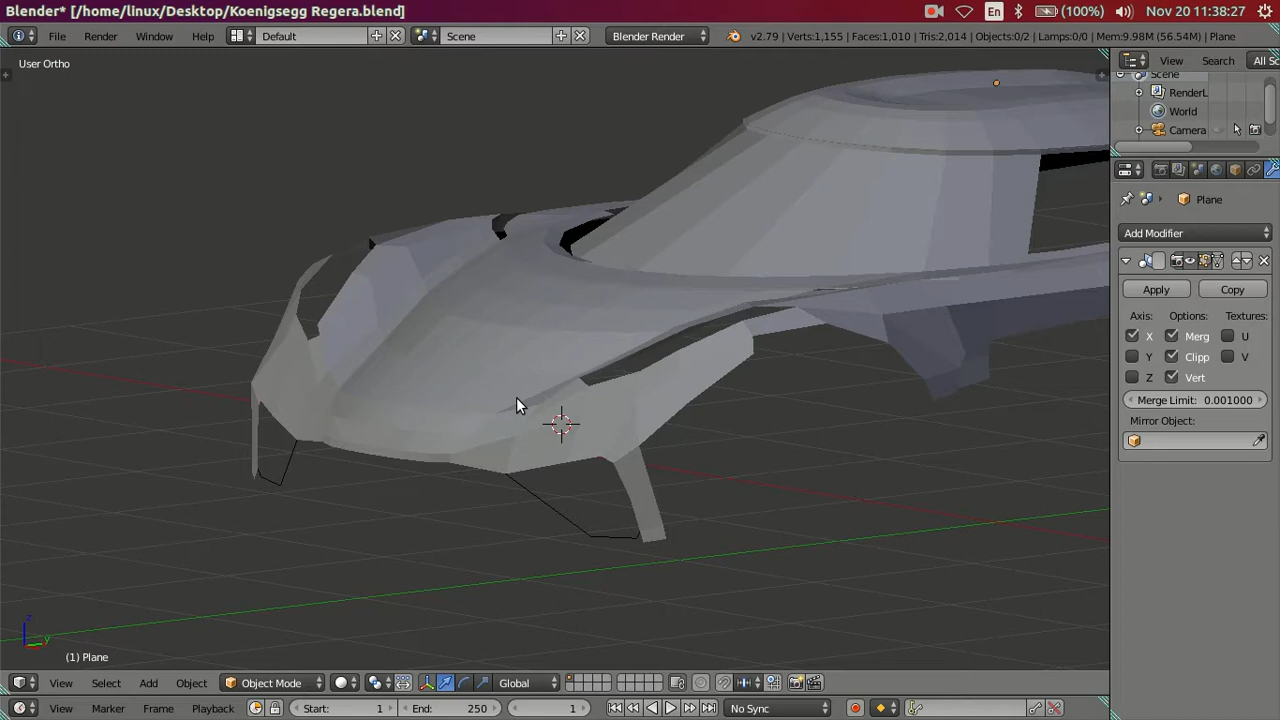 Blender* [/home/linux/Desktop/Koenigsegg Regera.blend]
En (100%) Nov 20 11:38:27
File Render Window Help Default Scene Blender Render v2.79 | Verts:1,155 | Faces:1,010 | Tris:2,014 | Objects:0/2 | Lamps:0/0 | Mem:9.98M (56.54M) | Plane
User Ortho
View Search All S
Scene
RenderL
World
Camera
Plane
Add Modifier
Apply Copy
Axis: Options: Textures:
X Merg U
Y Clipp V
Z Vert
Merge Limit: 0.001000
Mirror Object:
z
y
(1) Plane
View Select Add Object Object Mode Global
View Marker Frame Playback Start: 1 End: 250 1 No Sync